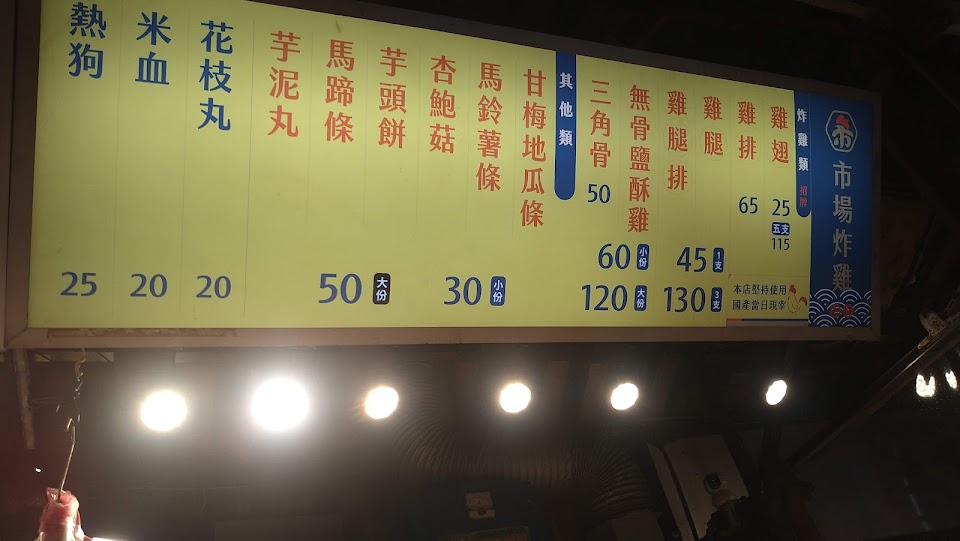 市
市場炸雞
炸雞類
招牌
雞翅
25
五支
115
雞排
65
雞腿
雞腿排
45 1支
130 3支
無骨鹽酥雞
60 小份
120 大份
三角骨
50
本店堅持使用
國產當日現宰
其他類
甘梅地瓜條
馬鈴薯條
杏鮑菇
芋頭餅
馬蹄條
芋泥丸
30 小份
50 大份
花枝丸
20
米血
20
熱狗
25